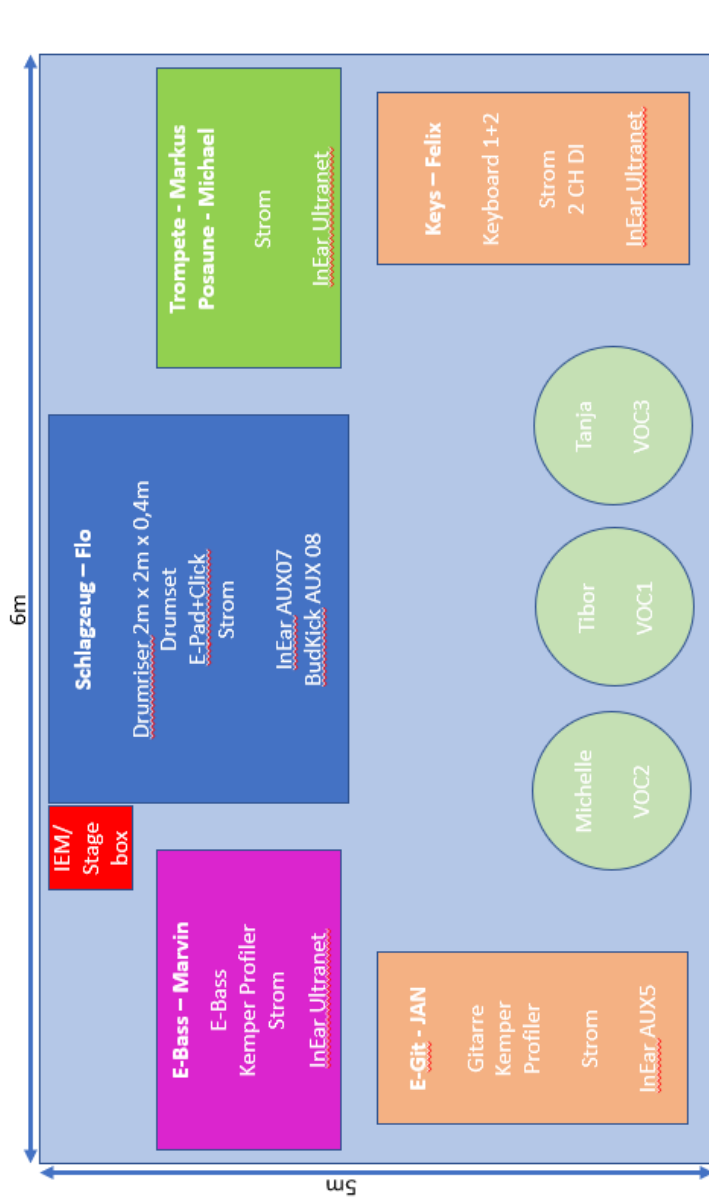 6m
5m
IEM/
Stage
box
Schlagzeug – Flo
Drumriser 2m x 2m x 0,4m
Drumset
E-Pad+Click
Strom
InEar AUX07
BudKick AUX 08
Trompete - Markus
Posaune - Michael
Strom
InEar Ultranet
E-Bass – Marvin
E-Bass
Kemper Profiler
Strom
InEar Ultranet
E-Git - JAN
Gitarre
Kemper
Profiler
Strom
InEar AUX5
Michelle
VOC2
Tibor
VOC1
Tanja
VOC3
Keys – Felix
Keyboard 1+2
Strom
2 CH DI
InEar Ultranet